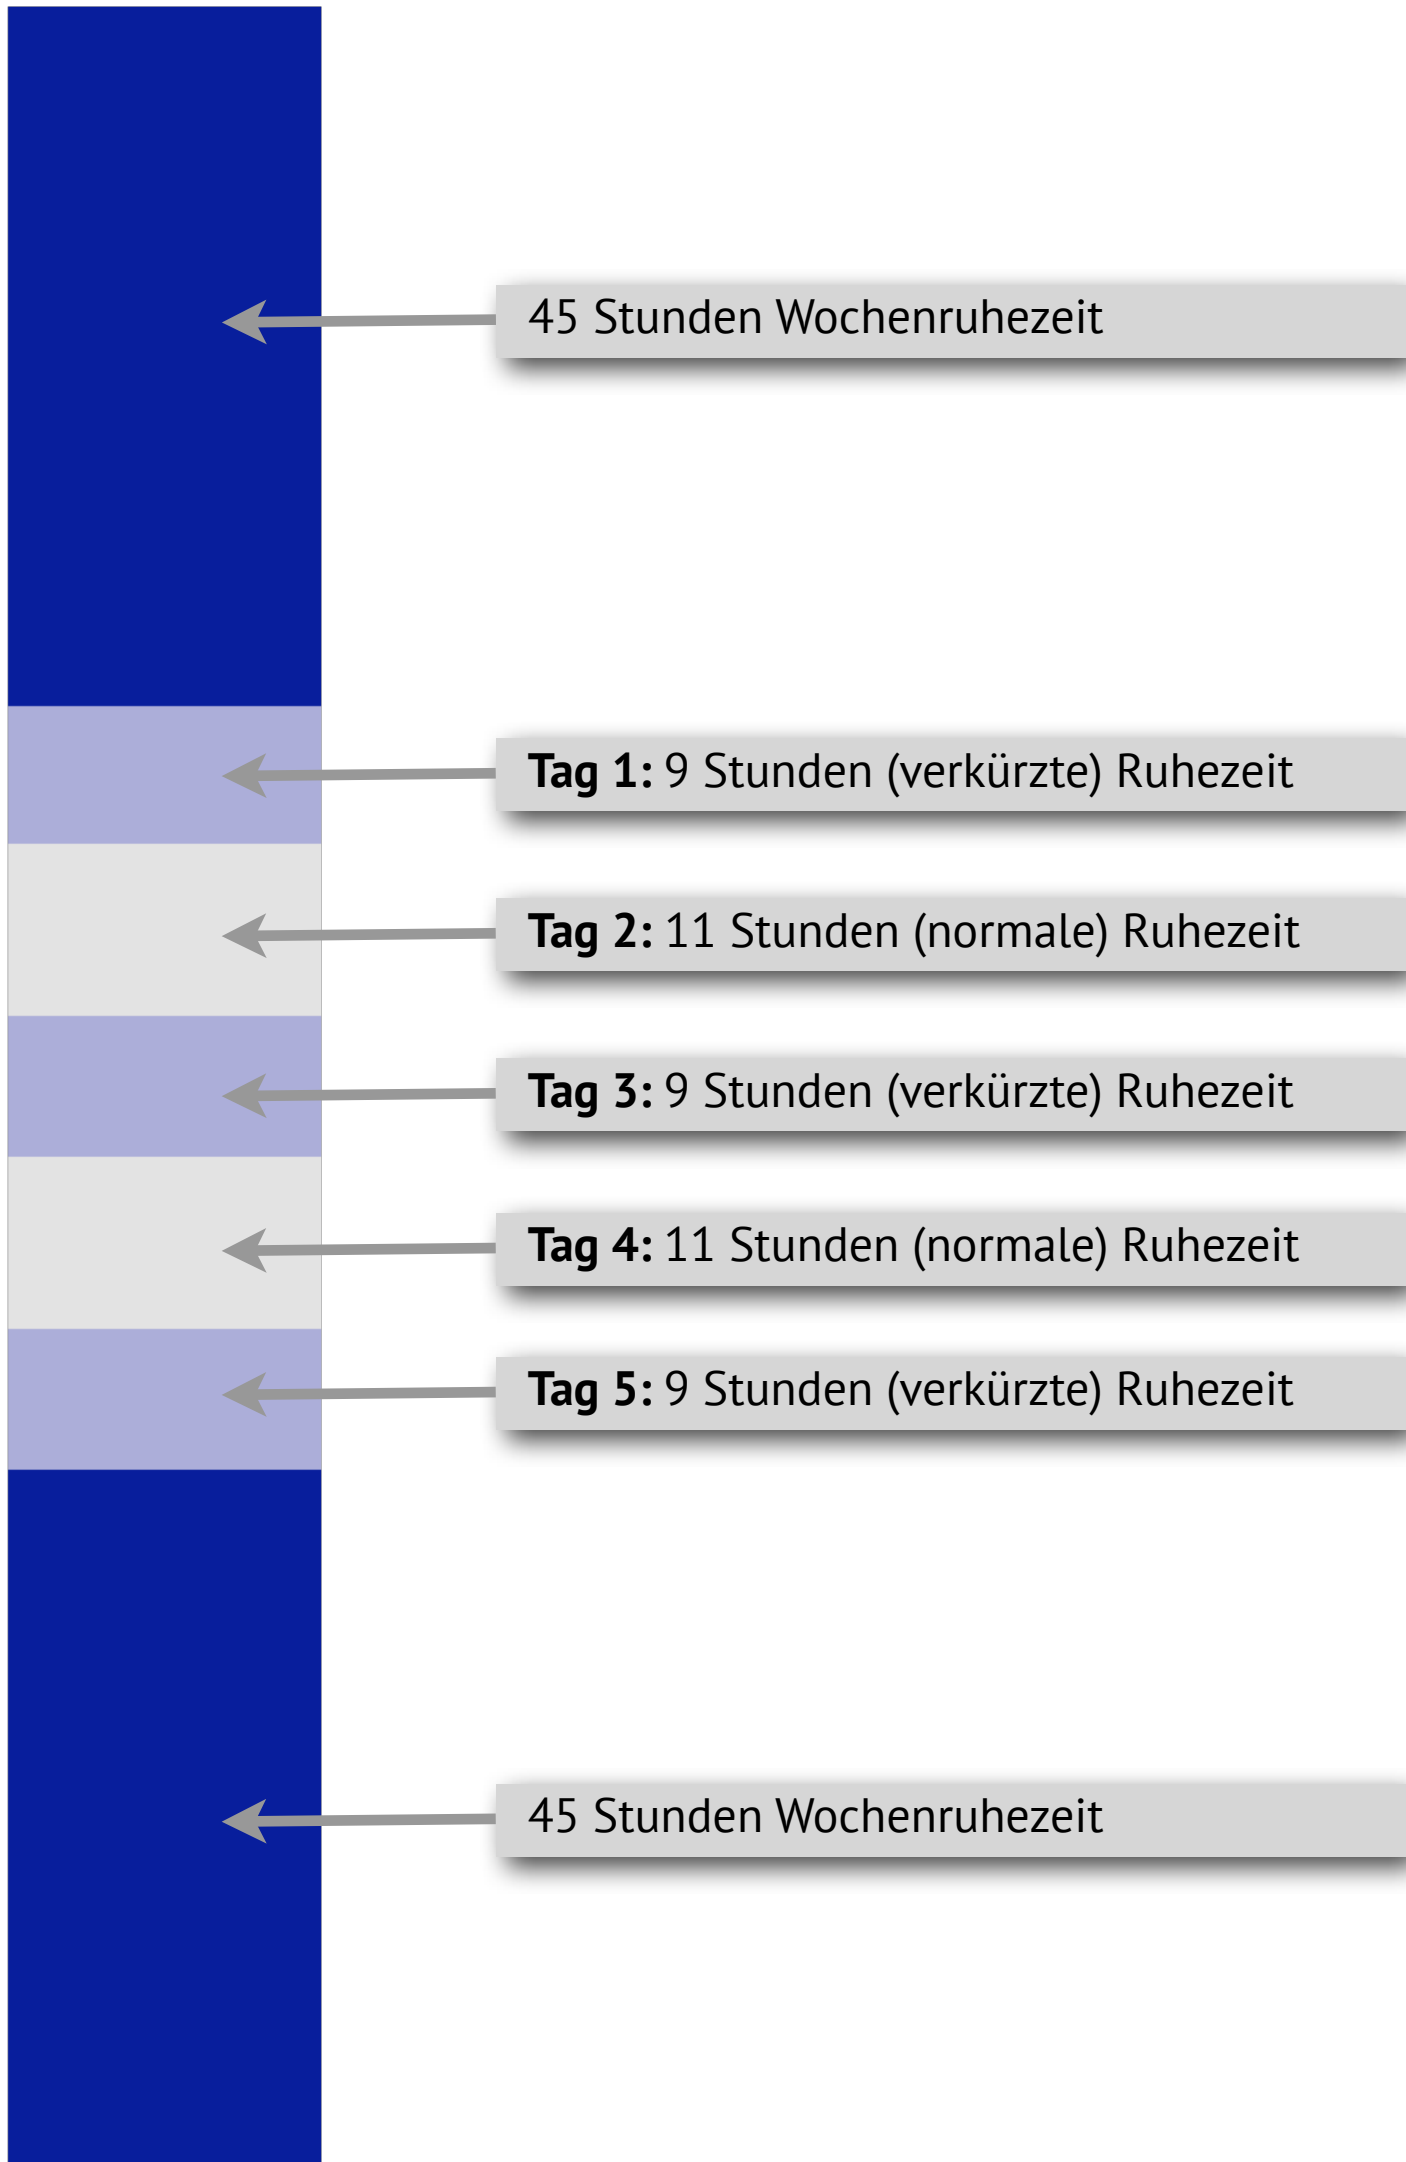 45 Stunden Wochenruhezeit
Tag 1: 9 Stunden (verkürzte) Ruhezeit
Tag 2: 11 Stunden (normale) Ruhezeit
Tag 3: 9 Stunden (verkürzte) Ruhezeit
Tag 4: 11 Stunden (normale) Ruhezeit
Tag 5: 9 Stunden (verkürzte) Ruhezeit
45 Stunden Wochenruhezeit